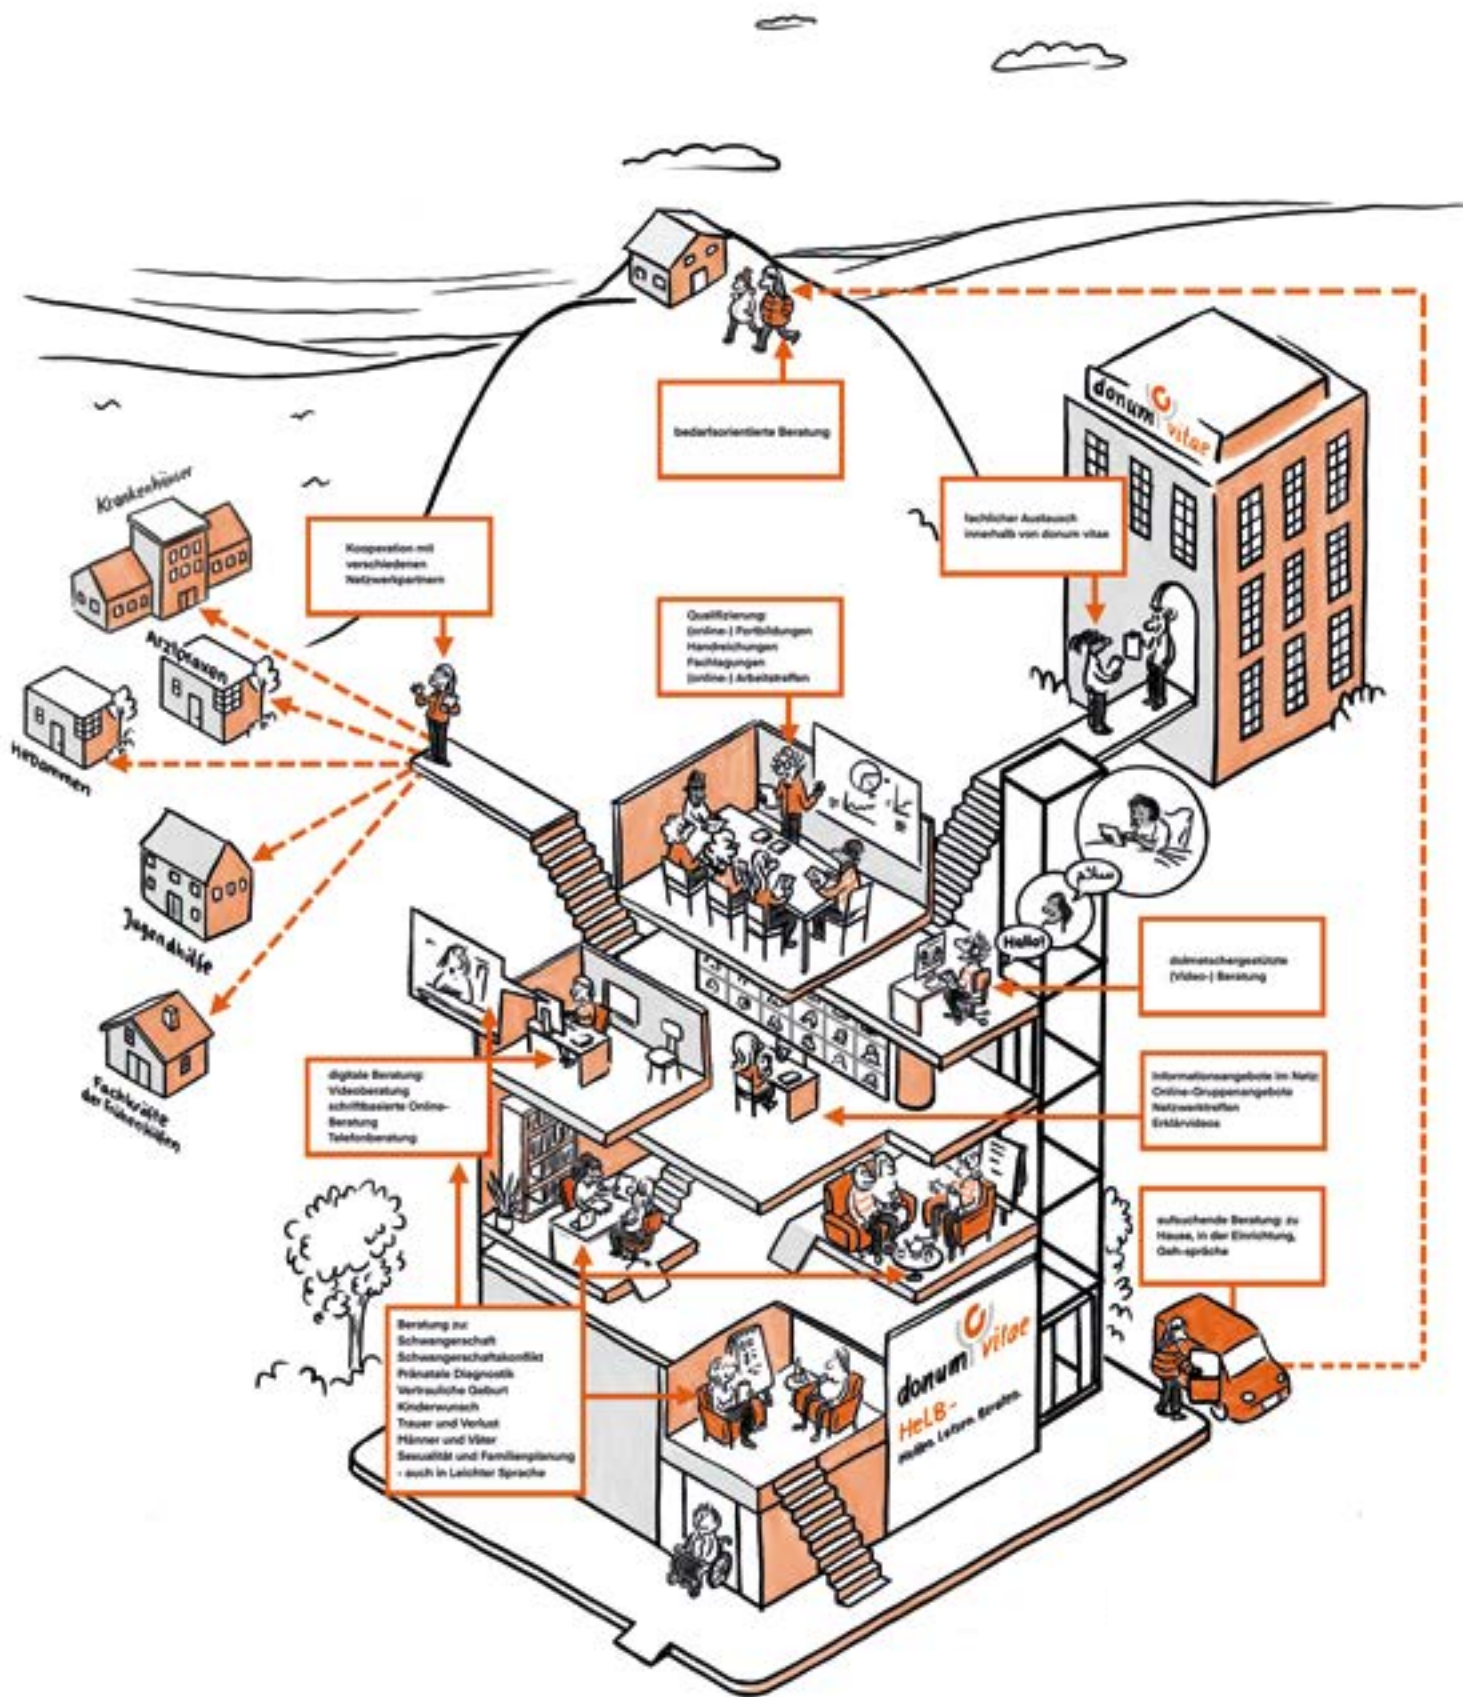 donum vitae
bedarfsorientierte Beratung
Krankenhäuser
Kooperation mit
verschiedenen
Netzwerkpartnern
fachlicher Austausch
innerhalb von donum vitae
Qualifizierung:
(online-) Fortbildungen
Handreichungen
Fachtagungen
(online-) Arbeitstreffen
Arztpraxen
Hebammen
Jugendhilfe
Fachkräfte
der Frühen Hilfen
سلام
Hallo!
dolmetschergestützte
(Video-) Beratung
digitale Beratung:
Videoberatung
schriftbasierte Online-
Beratung
Telefonberatung
Informationsangebote im Netz:
Online-Gruppenangebote
Netzwerktreffen
Erklärvideos
aufsuchende Beratung: zu
Hause, in der Einrichtung,
Geh-spräche
Beratung zu:
Schwangerschaft
Schwangerschaftskonflikt
Pränatale Diagnostik
Vertrauliche Geburt
Kinderwunsch
Trauer und Verlust
Männer und Väter
Sexualität und Familienplanung
- auch in Leichter Sprache
donum vitae
HeLB-
Helfen. Lotsen. Beraten.